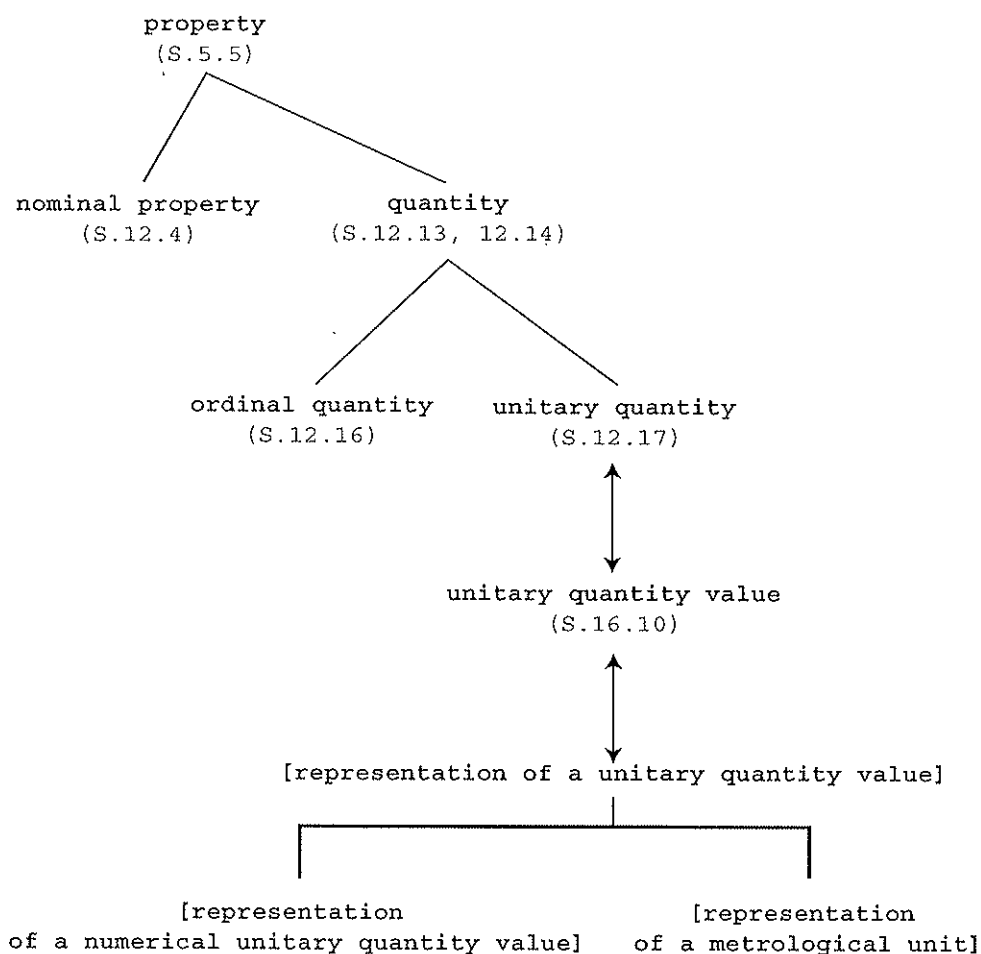 property
(S.5.5)
nominal property
(S.12.4)
quantity
(S.12.13, 12.14)
ordinal quantity
(S.12.16)
unitary quantity
(S.12.17)
unitary quantity value
(S.16.10)
[representation of a unitary quantity value]
[representation
of a numerical unitary quantity value]
[representation
of a metrological unit]